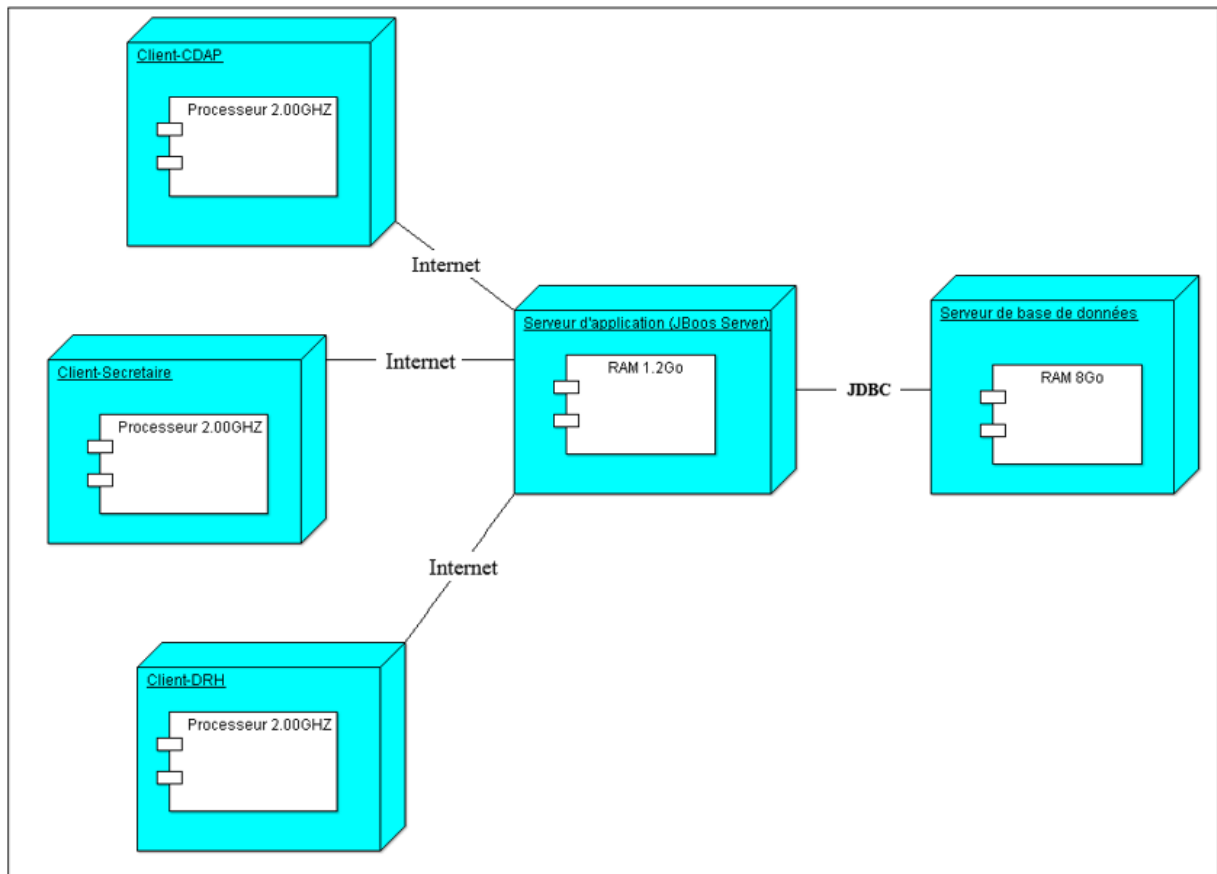 Client-CDAP
Processeur 2.00GHZ
Internet
Client-Secretaire
Processeur 2.00GHZ
Internet
Serveur d'application (JBoos Server)
RAM 1.2Go
JDBC
Serveur de base de données
RAM 8Go
Internet
Client-DRH
Processeur 2.00GHZ